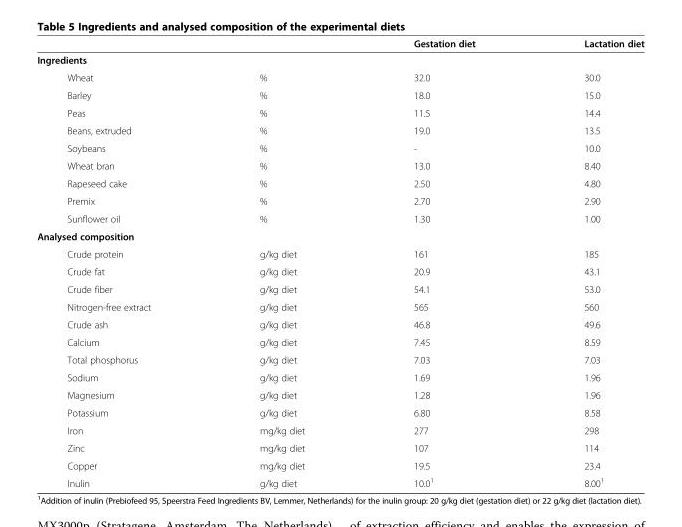 Table 5 Ingredients and analysed composition of the experimental diets
Gestation diet Lactation diet
Ingredients
Wheat % 32.0 30.0
Barley % 18.0 15.0
Peas % 11.5 14.4
Beans, extruded % 19.0 13.5
Soybeans % - 10.0
Wheat bran % 13.0 8.40
Rapeseed cake % 2.50 4.80
Premix % 2.70 2.90
Sunflower oil % 1.30 1.00
Analysed composition
Crude protein g/kg diet 161 185
Crude fat g/kg diet 20.9 43.1
Crude fiber g/kg diet 54.1 53.0
Nitrogen-free extract g/kg diet 565 560
Crude ash g/kg diet 46.8 49.6
Calcium g/kg diet 7.45 8.59
Total phosphorus g/kg diet 7.03 7.03
Sodium g/kg diet 1.69 1.96
Magnesium g/kg diet 1.28 1.96
Potassium g/kg diet 6.80 8.58
Iron mg/kg diet 277 298
Zinc mg/kg diet 107 114
Copper mg/kg diet 19.5 23.4
Inulin g/kg diet 10.0¹ 8.00¹
¹Addition of inulin (Prebiofeed 95, Speerstra Feed Ingredients BV, Lemmer, Netherlands) for the inulin group: 20 g/kg diet (gestation diet) or 22 g/kg diet (lactation diet).
MX3000p (Stratagene, Amsterdam, The Netherlands). of extraction efficiency and enables the expression of